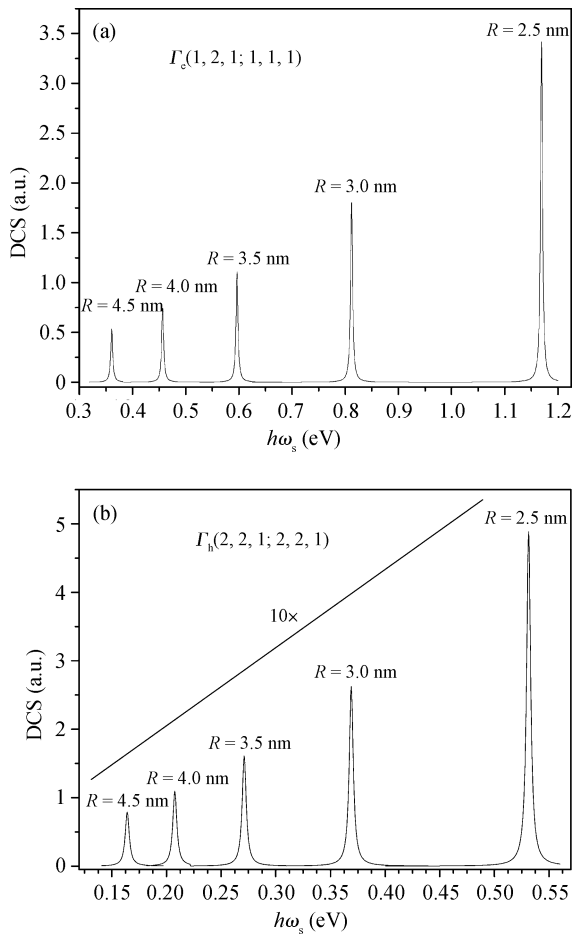 (a)
Γe(1, 2, 1; 1, 1, 1)
R = 2.5 nm
R = 3.0 nm
R = 3.5 nm
R = 4.0 nm
R = 4.5 nm
DCS (a.u.)
3.5
3.0
2.5
2.0
1.5
1.0
0.5
0
0.3 0.4 0.5 0.6 0.7 0.8 0.9 1.0 1.1 1.2
hωs (eV)
(b)
Γh(2, 2, 1; 2, 2, 1)
R = 2.5 nm
10×
R = 3.0 nm
R = 3.5 nm
R = 4.0 nm
R = 4.5 nm
DCS (a.u.)
5
4
3
2
1
0
0.15 0.20 0.25 0.30 0.35 0.40 0.45 0.50 0.55
hωs (eV)